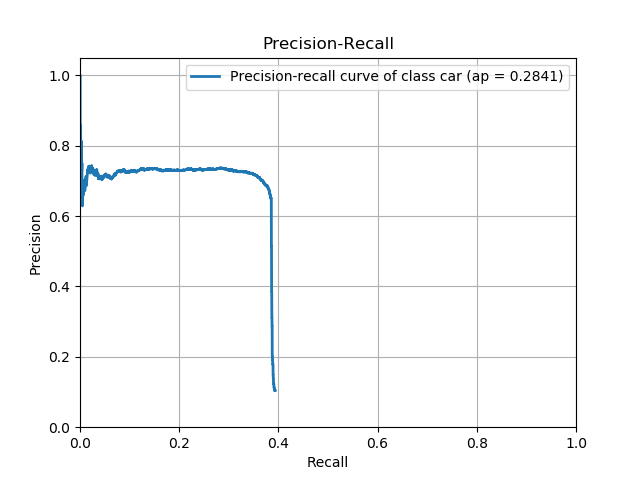 Precision-Recall
Precision-recall curve of class car (ap = 0.2841)
1.0
0.8
0.6
0.4
0.2
0.0
Precision
0.0 0.2 0.4 0.6 0.8 1.0
Recall